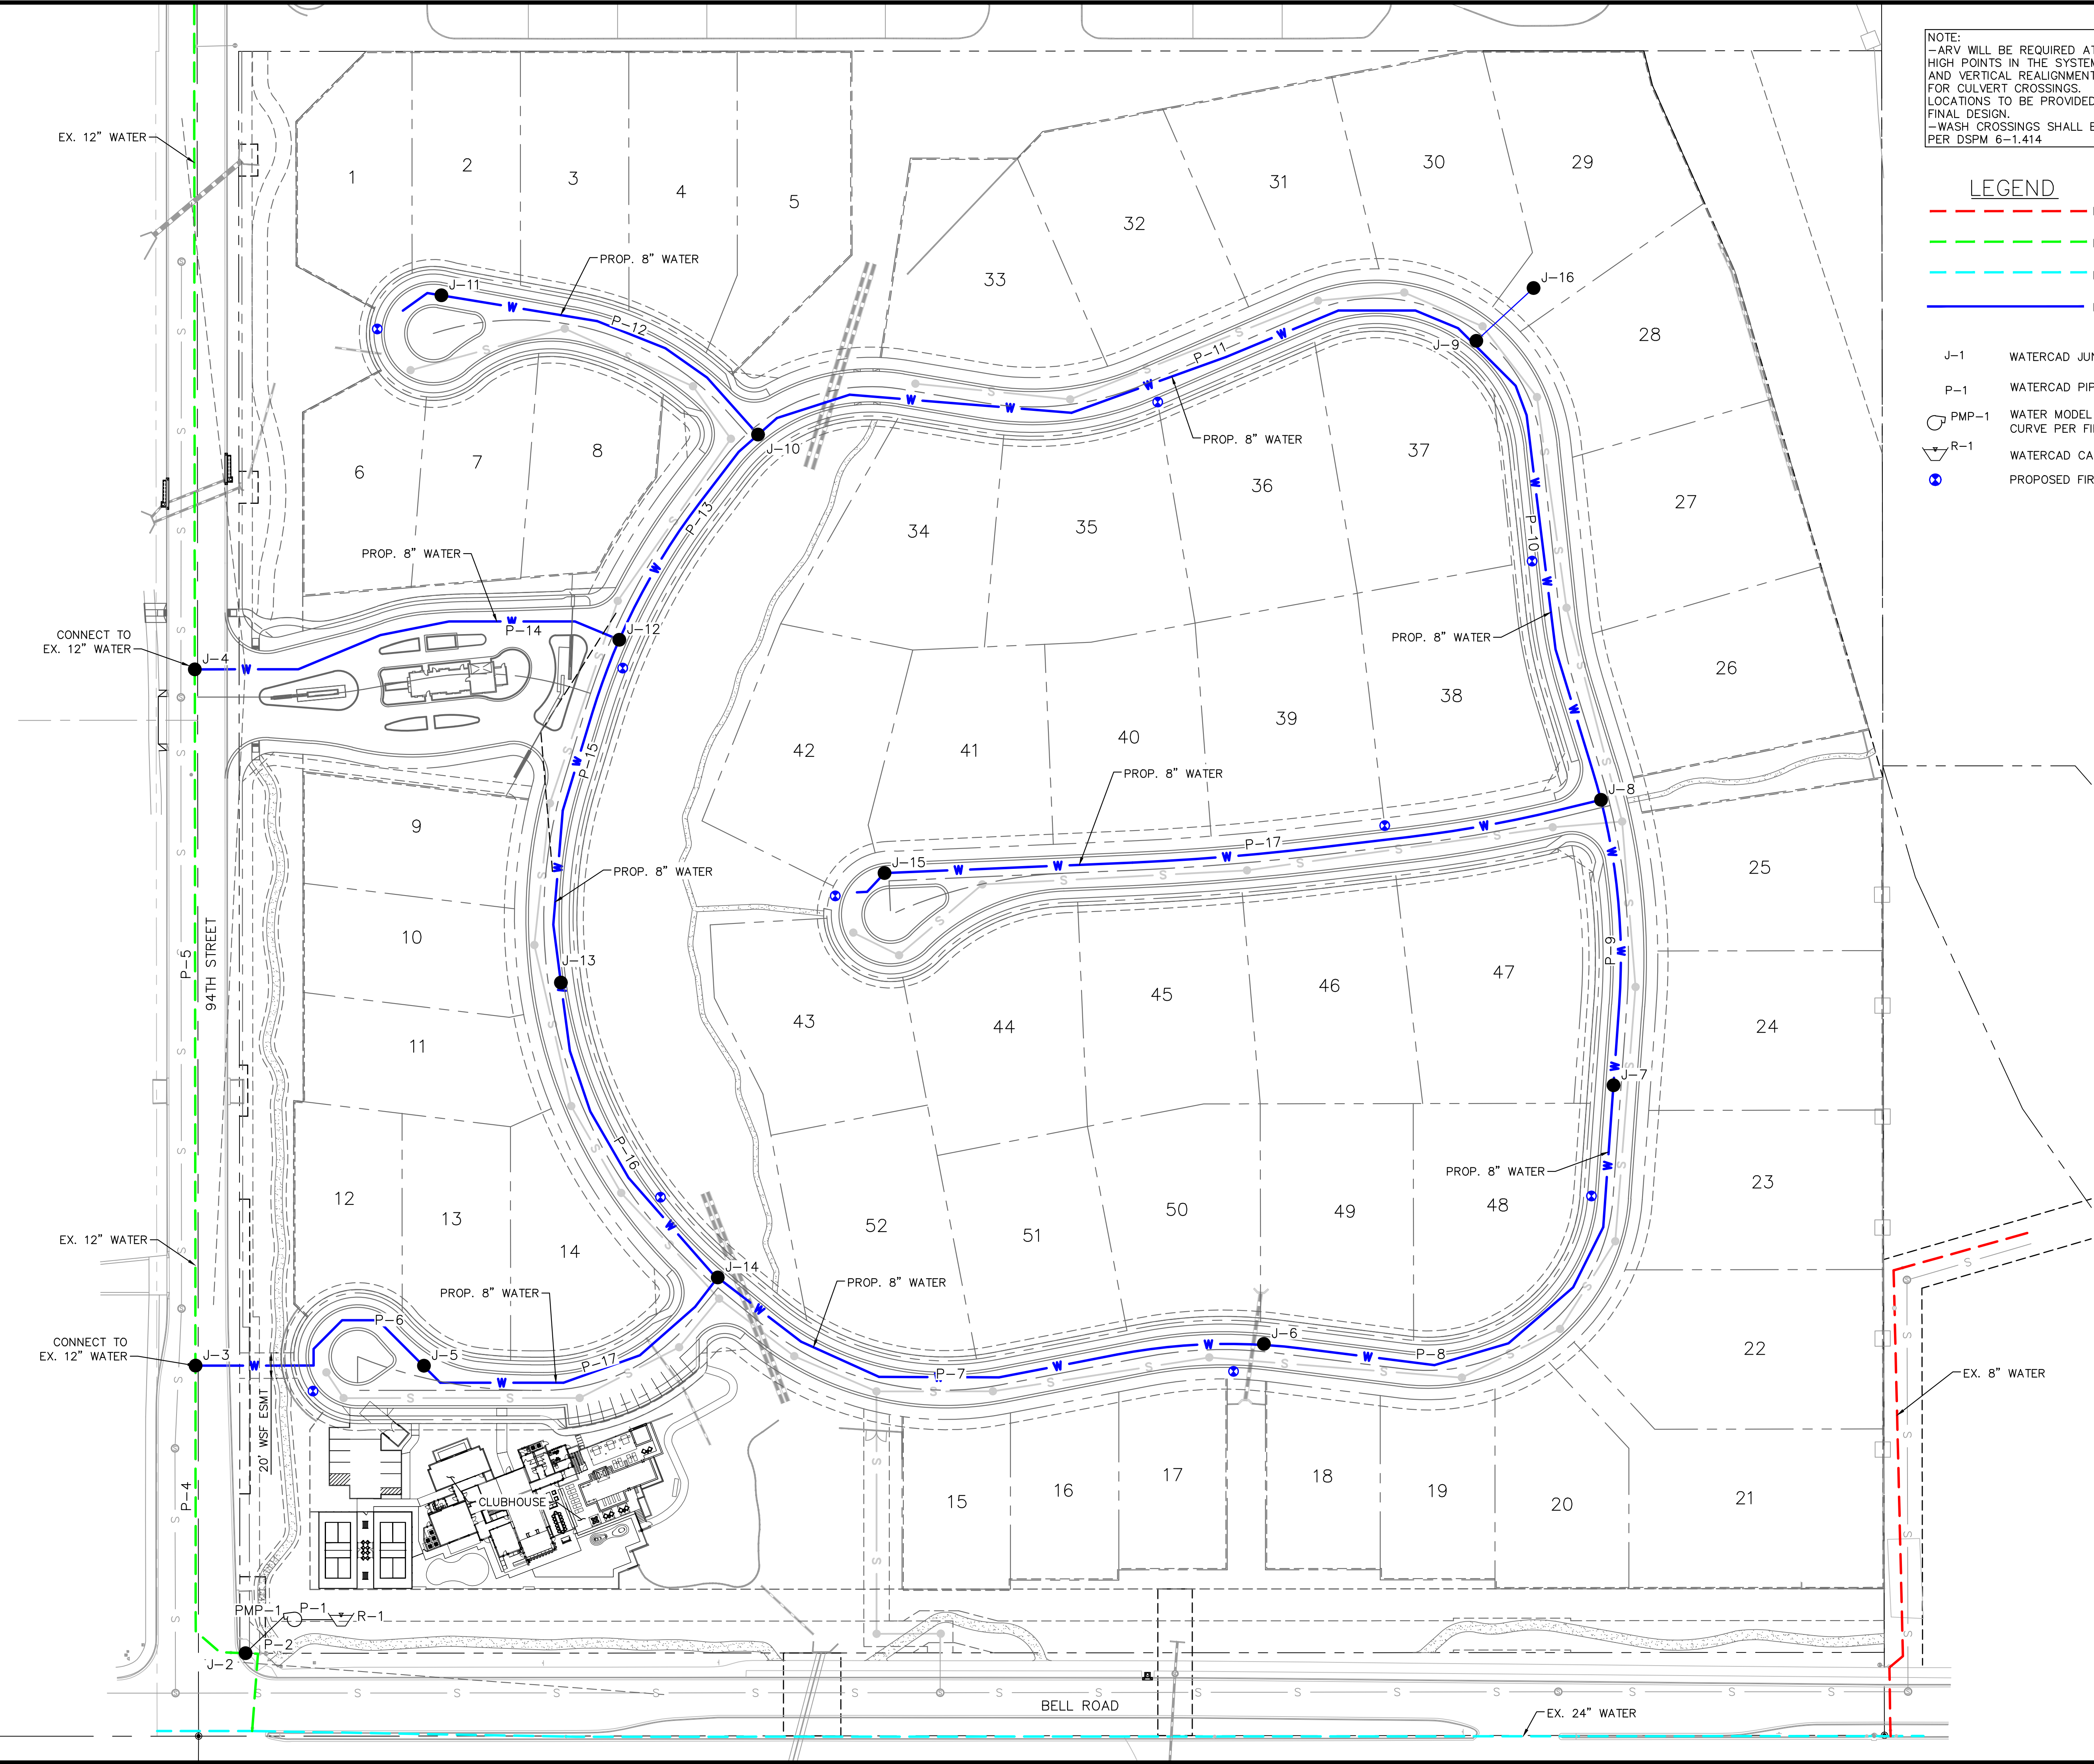 NOTE:
-ARV WILL BE REQUIRED AT
HIGH POINTS IN THE SYSTEM
AND VERTICAL REALIGNMENT
FOR CULVERT CROSSINGS.
LOCATIONS TO BE PROVIDED
FINAL DESIGN.
-WASH CROSSINGS SHALL B
PER DSPM 6-1.414
LEGEND
J-1 WATERCAD JUN
P-1 WATERCAD PIP
PMP-1 WATER MODEL
CURVE PER FI
R-1 WATERCAD CA
PROPOSED FIR
EX. 12" WATER
1
2
3
4
5
29
30
31
32
33
J-16
28
J-11
PROP. 8" WATER
P-12
P-11
J-9
J-10
PROP. 8" WATER
37
6
7
8
36
27
34
35
P-13
P-10
PROP. 8" WATER
CONNECT TO
EX. 12" WATER
J-4
P-14
J-12
PROP. 8" WATER
26
38
39
40
41
42
P-15
PROP. 8" WATER
J-8
9
P-17
J-15
PROP. 8" WATER
25
10
94TH STREET
P-5
J-13
P-9
47
46
45
44
43
24
11
J-7
P-16
PROP. 8" WATER
23
12
13
14
48
49
50
51
52
EX. 12" WATER
J-14
PROP. 8" WATER
PROP. 8" WATER
CONNECT TO
EX. 12" WATER
J-3
P-6
J-5
P-17
J-6
P-8
P-7
22
EX. 8" WATER
20' WSF ESMT
P-4
CLUBHOUSE
15
16
17
18
19
20
21
PMP-1
P-1
R-1
P-2
J-2
BELL ROAD
EX. 24" WATER